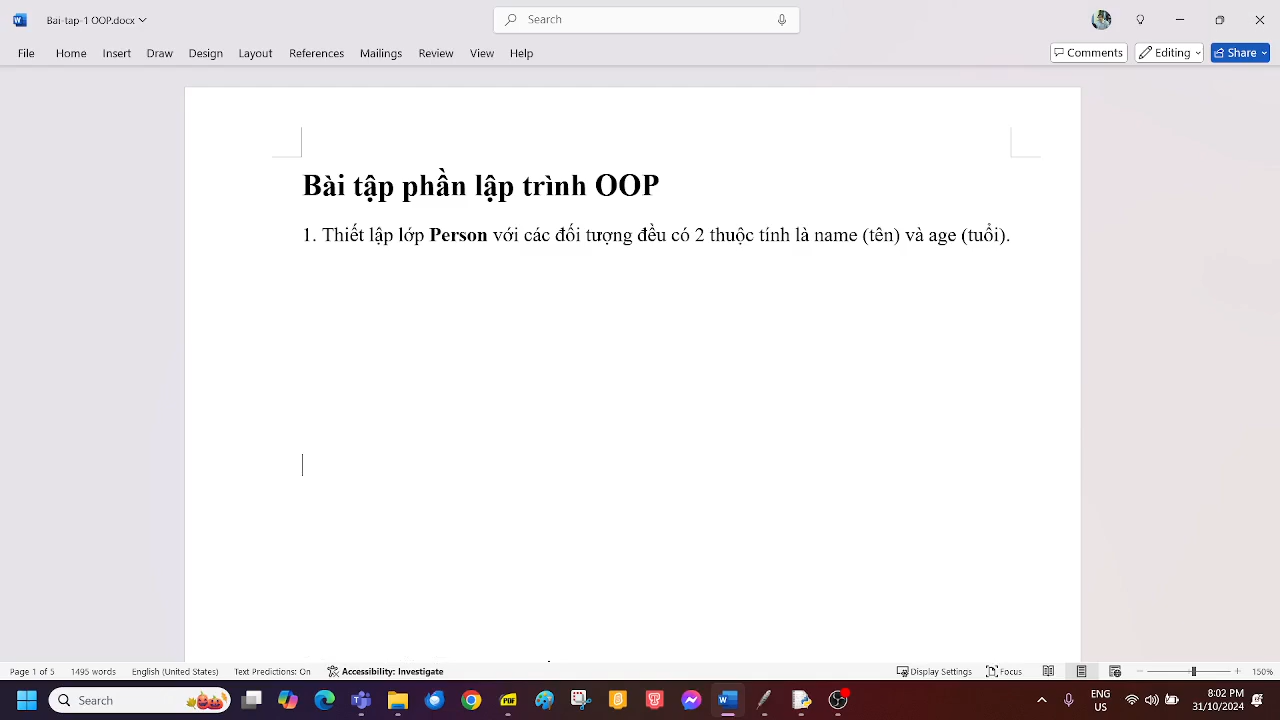 Bai-tap-1 OOP.docx
Search
File Home Insert Draw Design Layout References Mailings Review View Help
Comments Editing Share
Bài tập phần lập trình OOP
1. Thiết lập lớp Person với các đối tượng đều có 2 thuộc tính là name (tên) và age (tuổi).
Page 1 of 5 1495 words English (United States) Text Predictions: On Accessibility: Investigate Display Settings Focus 150%
Search PDF ENG 8:02 PM
US 31/10/2024